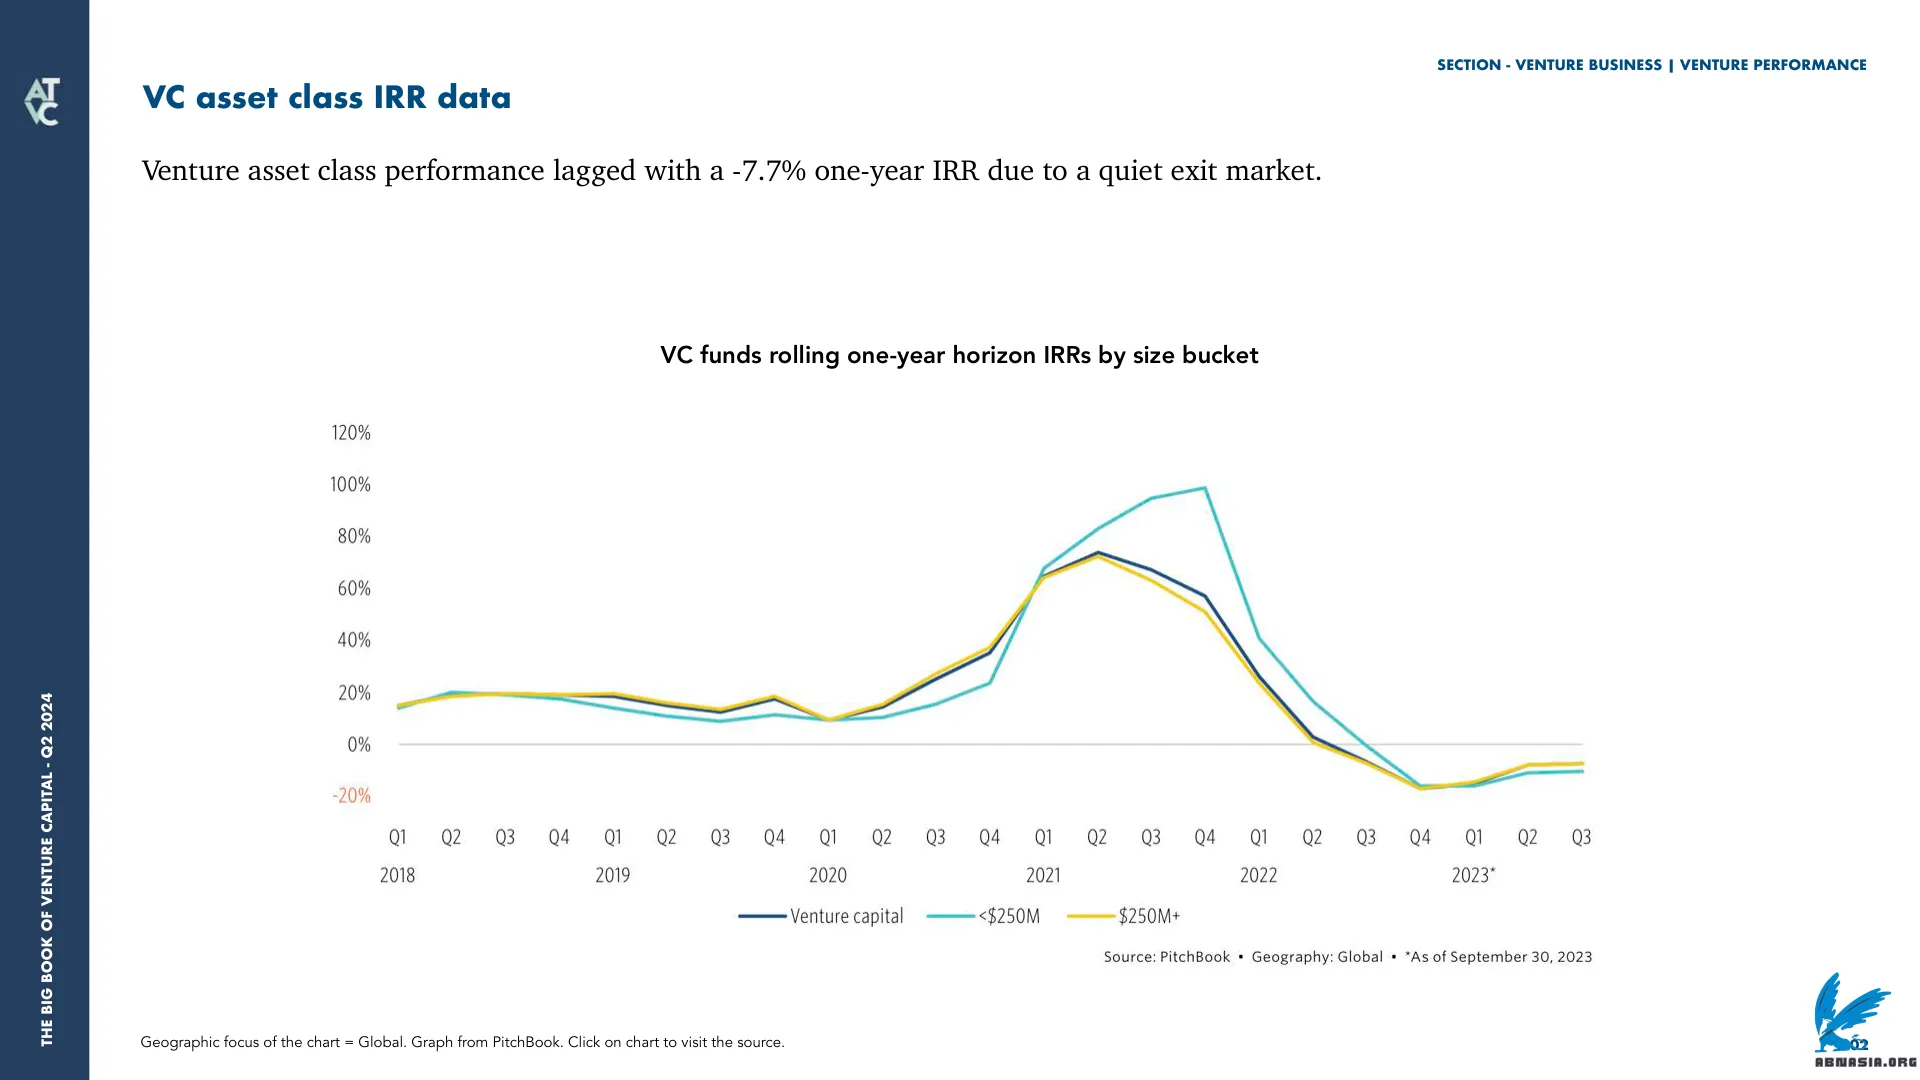 SECTION - VENTURE BUSINESS | VENTURE PERFORMANCE
AT
VC
VC asset class IRR data
Venture asset class performance lagged with a -7.7% one-year IRR due to a quiet exit market.
VC funds rolling one-year horizon IRRs by size bucket
120%
100%
80%
60%
40%
20%
0%
-20%
Q1 Q2 Q3 Q4 Q1 Q2 Q3 Q4 Q1 Q2 Q3 Q4 Q1 Q2 Q3 Q4 Q1 Q2 Q3 Q4 Q1 Q2 Q3
2018 2019 2020 2021 2022 2023*
Venture capital <$250M $250M+
Source: PitchBook • Geography: Global • *As of September 30, 2023
THE BIG BOOK OF VENTURE CAPITAL - Q2 2024
Geographic focus of the chart = Global. Graph from PitchBook. Click on chart to visit the source.
ABNASIA.ORG